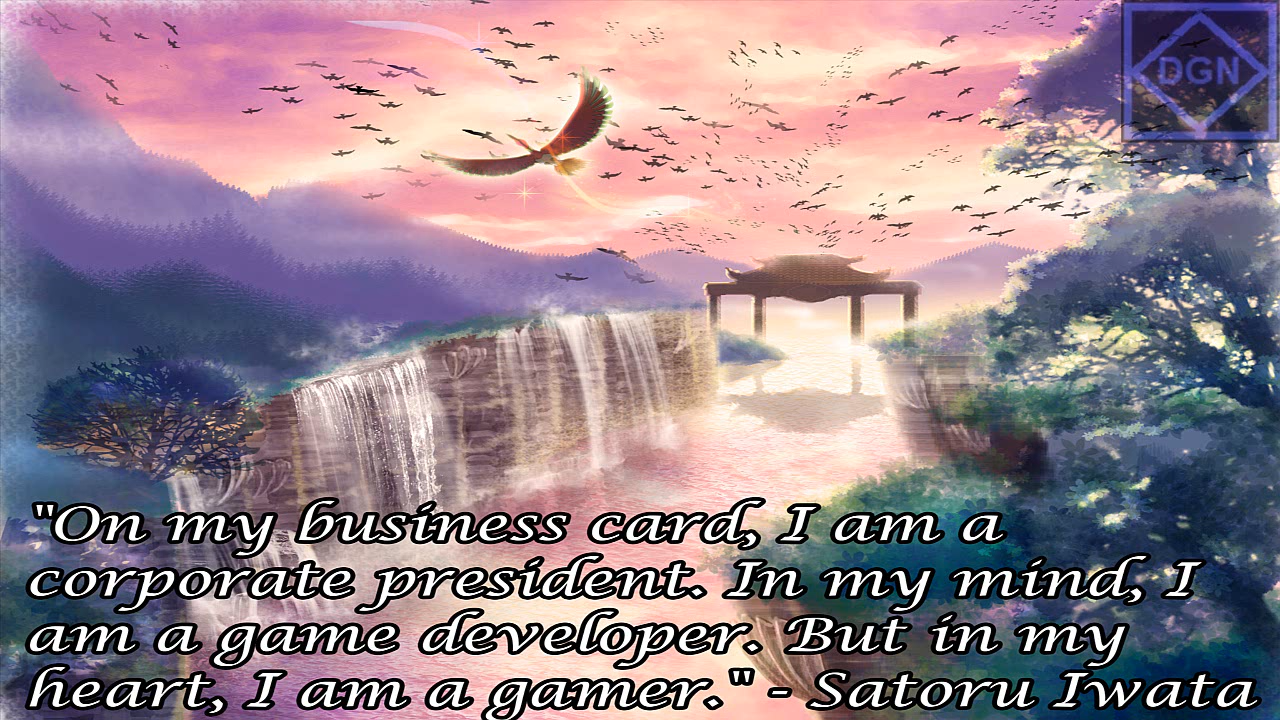 DGN
"On my business card, I am a
corporate president. In my mind, I
am a game developer. But in my
heart, I am a gamer." - Satoru Iwata